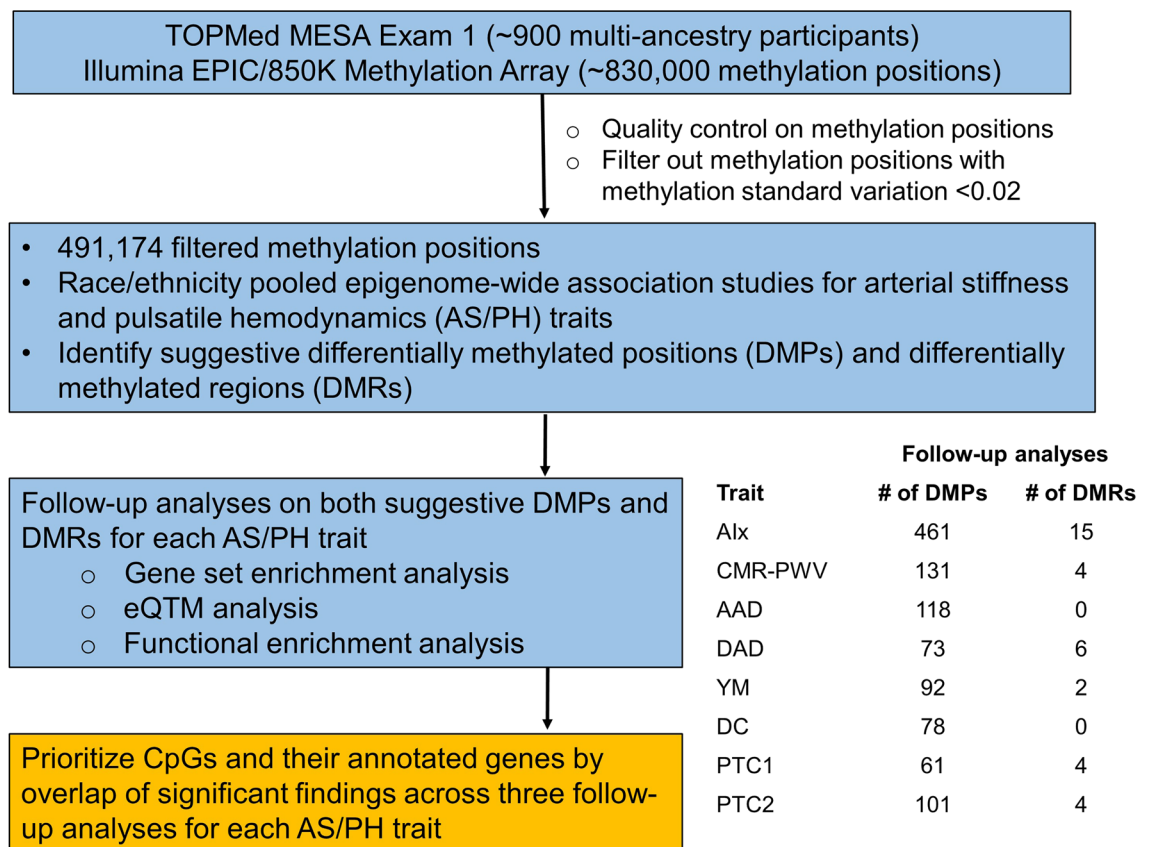 TOPMed MESA Exam 1 (~900 multi-ancestry participants)
Illumina EPIC/850K Methylation Array (~830,000 methylation positions)
o Quality control on methylation positions
o Filter out methylation positions with
methylation standard variation <0.02
• 491,174 filtered methylation positions
• Race/ethnicity pooled epigenome-wide association studies for arterial stiffness
and pulsatile hemodynamics (AS/PH) traits
• Identify suggestive differentially methylated positions (DMPs) and differentially
methylated regions (DMRs)
Follow-up analyses on both suggestive DMPs and
DMRs for each AS/PH trait
o Gene set enrichment analysis
o eQTM analysis
o Functional enrichment analysis
Prioritize CpGs and their annotated genes by
overlap of significant findings across three follow-
up analyses for each AS/PH trait
Follow-up analyses
Trait # of DMPs # of DMRs
AIx 461 15
CMR-PWV 131 4
AAD 118 0
DAD 73 6
YM 92 2
DC 78 0
PTC1 61 4
PTC2 101 4